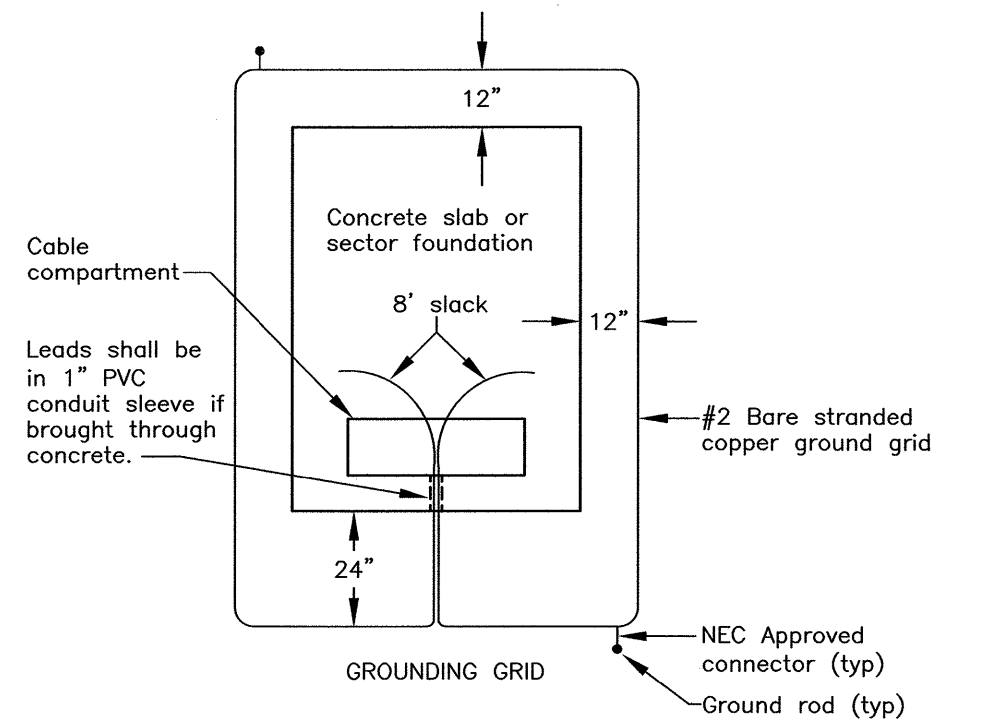 12”
Concrete slab or
sector foundation
Cable
compartment
8’ slack
12”
Leads shall be
in 1” PVC
conduit sleeve if
brought through
concrete.
#2 Bare stranded
copper ground grid
24”
NEC Approved
connector (typ)
GROUNDING GRID
Ground rod (typ)